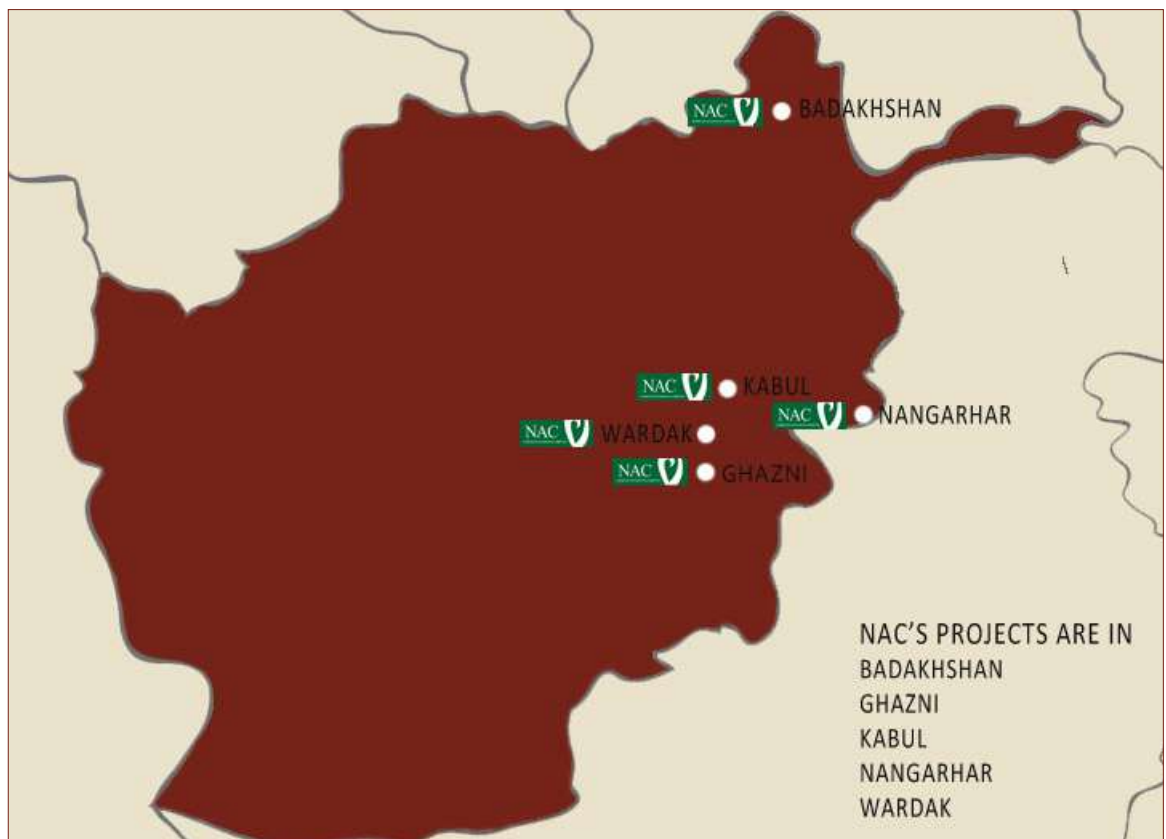 NAC
BADAKHSHAN
NAC
KABUL
NAC
NANGARHAR
NAC
WARDAK
NAC
GHAZNI
NAC'S PROJECTS ARE IN
BADAKHSHAN
GHAZNI
KABUL
NANGARHAR
WARDAK